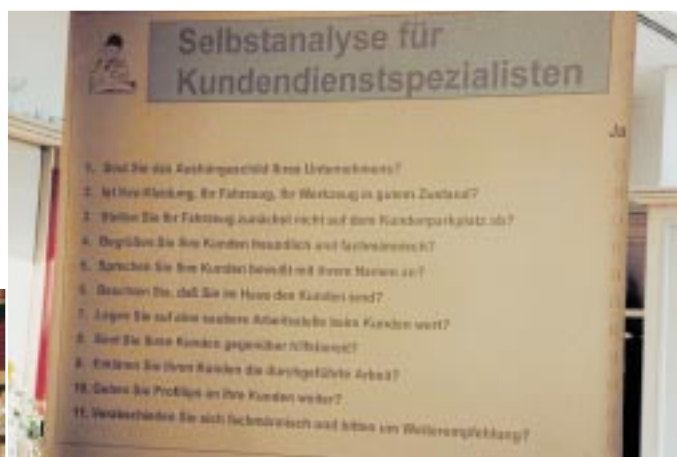 Selbstanalyse für
Kundendienstspezialisten
Ja
1. Sind Sie das Aushängeschild Ihres Unternehmens?
2. Ist Ihre Kleidung, Ihr Fahrzeug, Ihr Werkzeug in gutem Zustand?
3. Stellen Sie Ihr Fahrzeug zunächst nicht auf dem Kundenparkplatz ab?
4. Begrüßen Sie Ihre Kunden freundlich und fachmännisch?
5. Sprechen Sie Ihre Kunden bewußt mit ihrem Namen an?
6. Beachten Sie, daß Sie im Haus des Kunden sind?
7. Legen Sie auf eine saubere Arbeitsstelle beim Kunden wert?
8. Sind Sie Ihren Kunden gegenüber hilfsbereit?
9. Erklären Sie Ihren Kunden die durchgeführte Arbeit?
10. Geben Sie Profitips an Ihre Kunden weiter?
11. Verabschieden Sie sich fachmännisch und bitten um Weiterempfehlung?